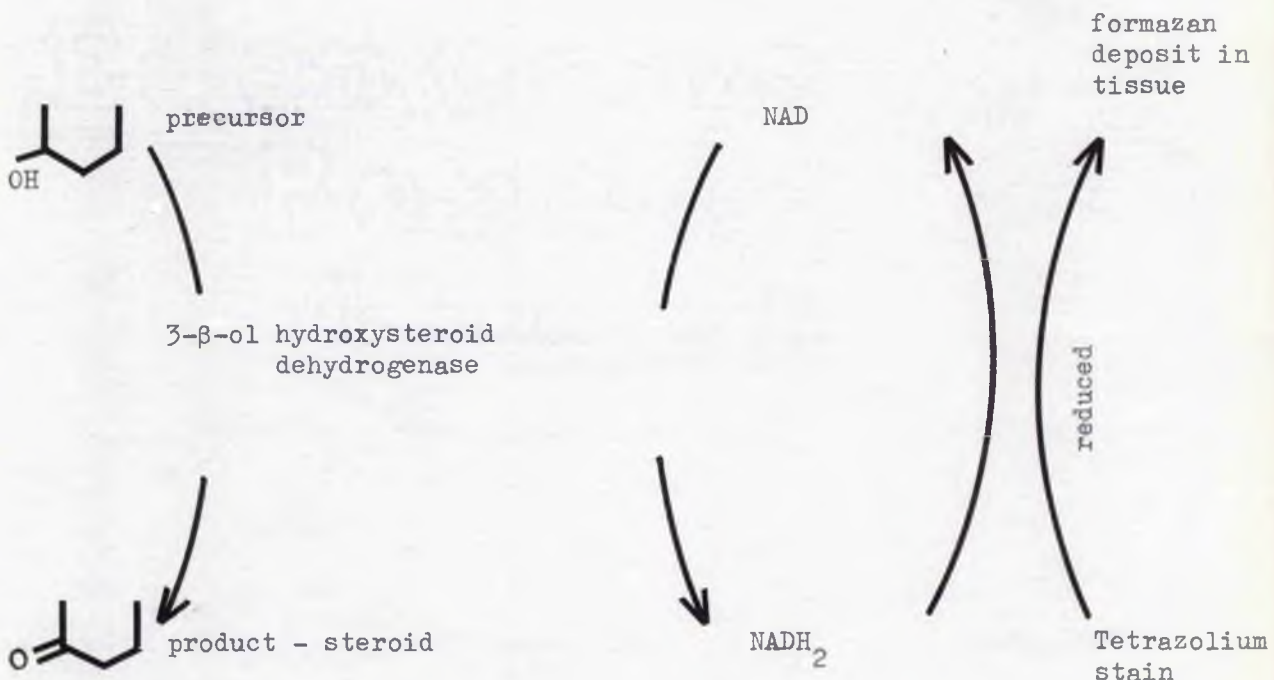 formazan
deposit in
tissue
precursor
NAD
OH
3-β-ol hydroxysteroid
dehydrogenase
reduced
O
product - steroid
NADH₂
Tetrazolium
stain